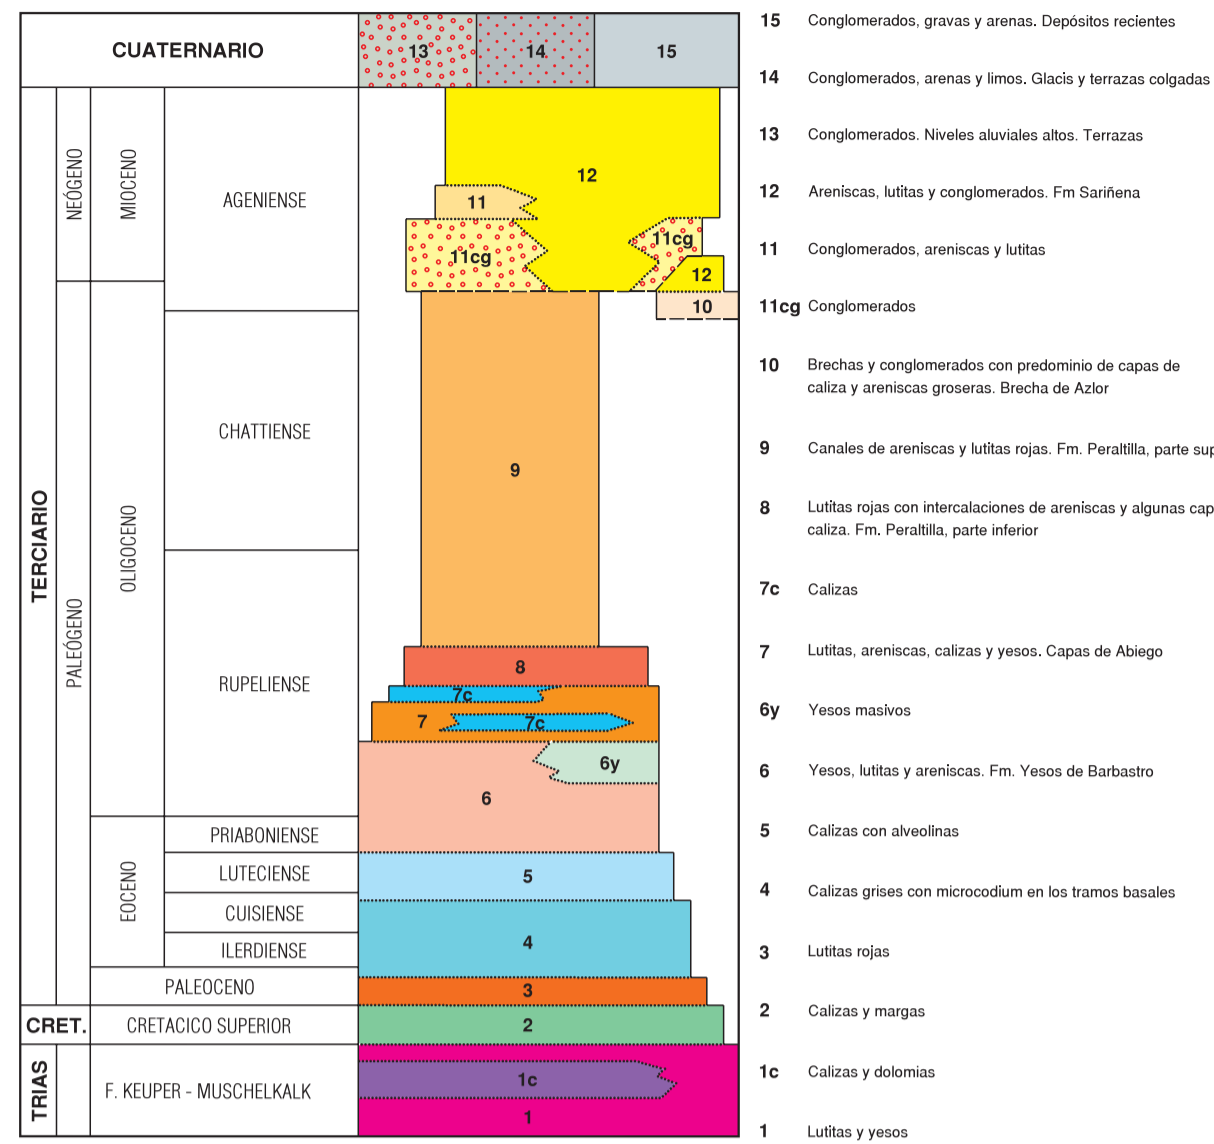 CUATERNARIO
13
14
15
TERCIARIO
NEÓGENO
MIOCENO
AGENIENSE
12
11
11cg
11cg
12
10
PALEÓGENO
OLIGOCENO
CHATTIENSE
9
RUPELIENSE
8
7c
7
7c
6y
6
EOCENO
PRIABONIENSE
LUTECIENSE
5
CUISIENSE
4
ILERDIENSE
PALEOCENO
3
CRET.
CRETACICO SUPERIOR
2
TRIAS
F. KEUPER - MUSCHELKALK
1c
1
15 Conglomerados, gravas y arenas. Depósitos recientes
14 Conglomerados, arenas y limos. Glacis y terrazas colgadas
13 Conglomerados. Niveles aluviales altos. Terrazas
12 Areniscas, lutitas y conglomerados. Fm Sariñena
11 Conglomerados, areniscas y lutitas
11cg Conglomerados
10 Brechas y conglomerados con predominio de capas de
caliza y areniscas groseras. Brecha de Azlor
9 Canales de areniscas y lutitas rojas. Fm. Peraltilla, parte
8 Lutitas rojas con intercalaciones de areniscas y algunas
caliza. Fm. Peraltilla, parte inferior
7c Calizas
7 Lutitas, areniscas, calizas y yesos. Capas de Abiego
6y Yesos masivos
6 Yesos, lutitas y areniscas. Fm. Yesos de Barbastro
5 Calizas con alveolinas
4 Calizas grises con microcodium en los tramos basales
3 Lutitas rojas
2 Calizas y margas
1c Calizas y dolomias
1 Lutitas y yesos